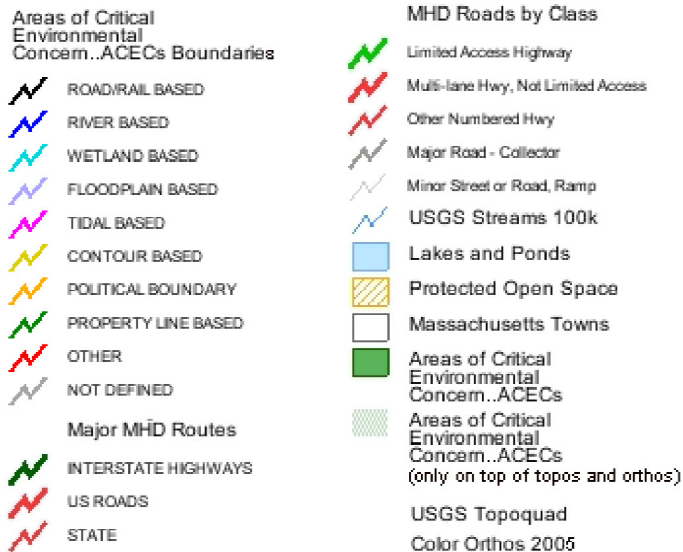 Areas of Critical
Environmental
Concern..ACECs Boundaries
ROAD/RAIL BASED
RIVER BASED
WETLAND BASED
FLOODPLAIN BASED
TIDAL BASED
CONTOUR BASED
POLITICAL BOUNDARY
PROPERTY LINE BASED
OTHER
NOT DEFINED
Major MHD Routes
INTERSTATE HIGHWAYS
US ROADS
STATE
MHD Roads by Class
Limited Access Highway
Multi-lane Hwy, Not Limited Access
Other Numbered Hwy
Major Road - Collector
Minor Street or Road, Ramp
USGS Streams 100k
Lakes and Ponds
Protected Open Space
Massachusetts Towns
Areas of Critical
Environmental
Concern..ACECs
Areas of Critical
Environmental
Concern..ACECs
(only on top of topos and orthos)
USGS Topoquad
Color Orthos 2005